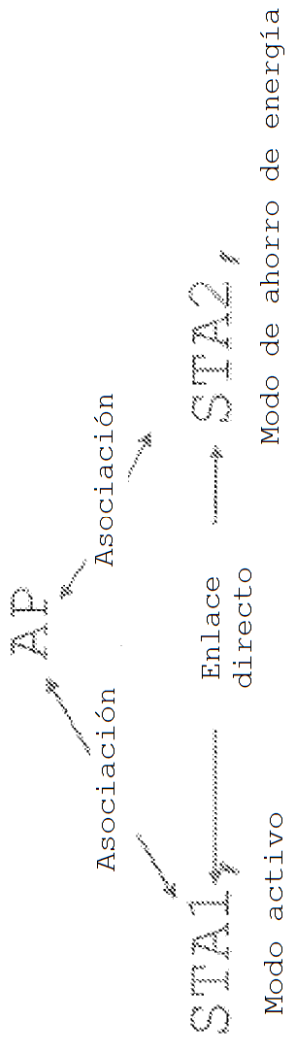 AP
Asociación
Asociación
STA1,
Enlace
directo
STA2,
Modo activo
Modo de ahorro de energía